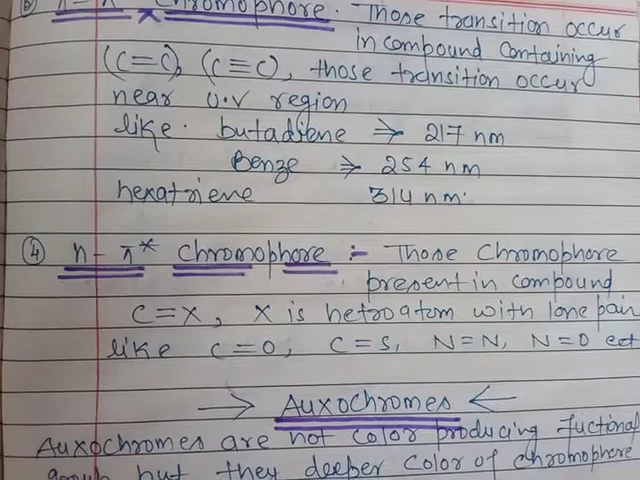 Chromophore. Those transition occur
in compound containing
(C=C), (C≡C), those transition occur
near U.V region
like. butadiene ⇒ 217 nm
Benze ⇒ 254 nm
hexatriene 314 nm.
④ n-π* Chromophore :- Those Chromophore
present in compound
C=X, X is hetroatom with lone pair
like C=O, C=S, N=N, N=O ect
→ Auxochromes ←
Auxochromes are not color producing fuctional
group but they deeper color of chromophore